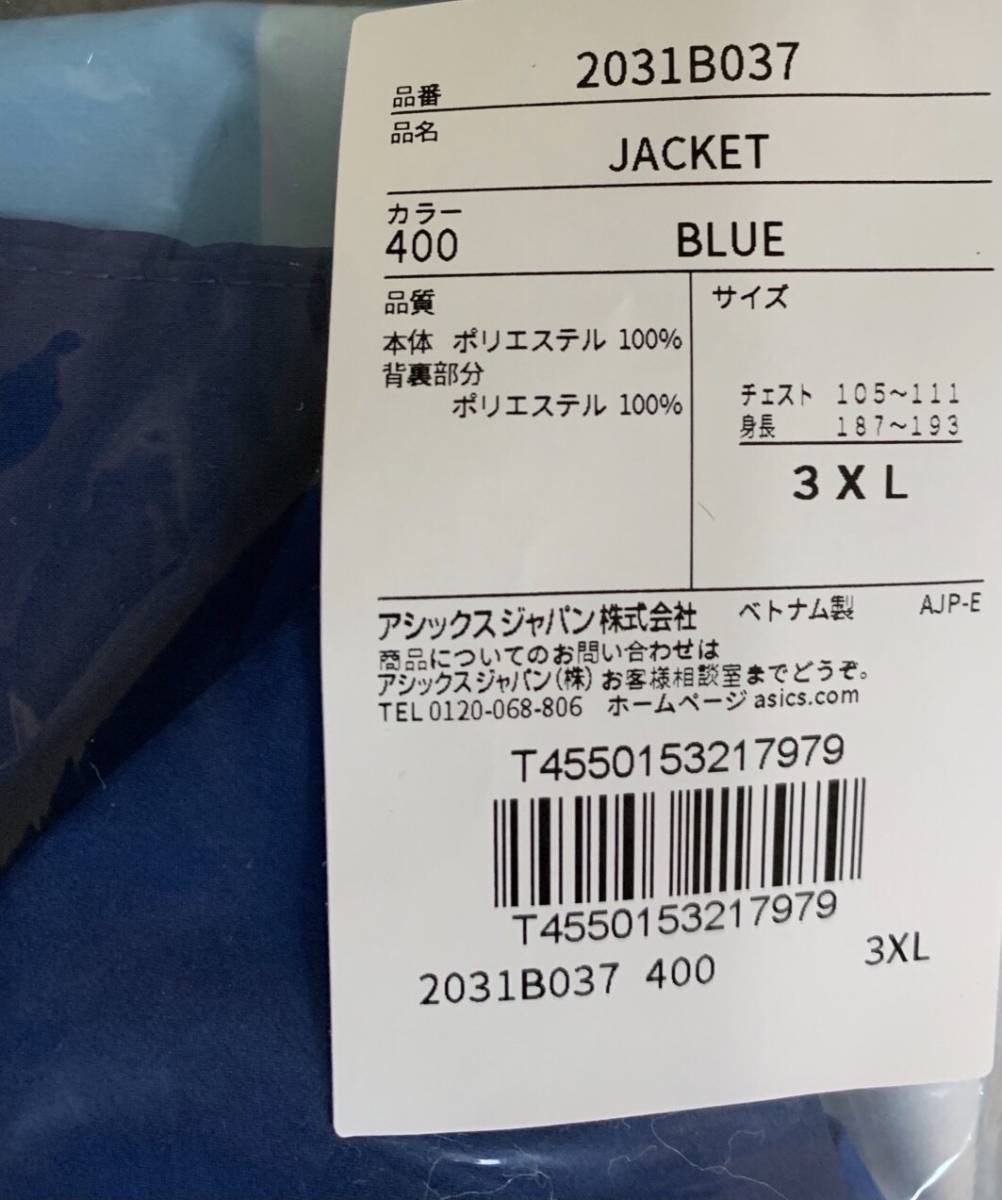 品番 2031B037
品名
JACKET
カラー
400 BLUE
品質
本体 ポリエステル 100%
背裏部分
ポリエステル 100%
サイズ
チェスト 105~111
身長 187~193
3XL
アシックスジャパン株式会社 ベトナム製 AJP-E
商品についてのお問い合わせは
アシックスジャパン(株)お客様相談室までどうぞ。
TEL 0120-068-806 ホームページ asics.com
T4550153217979
T4550153217979
2031B037 400 3XL